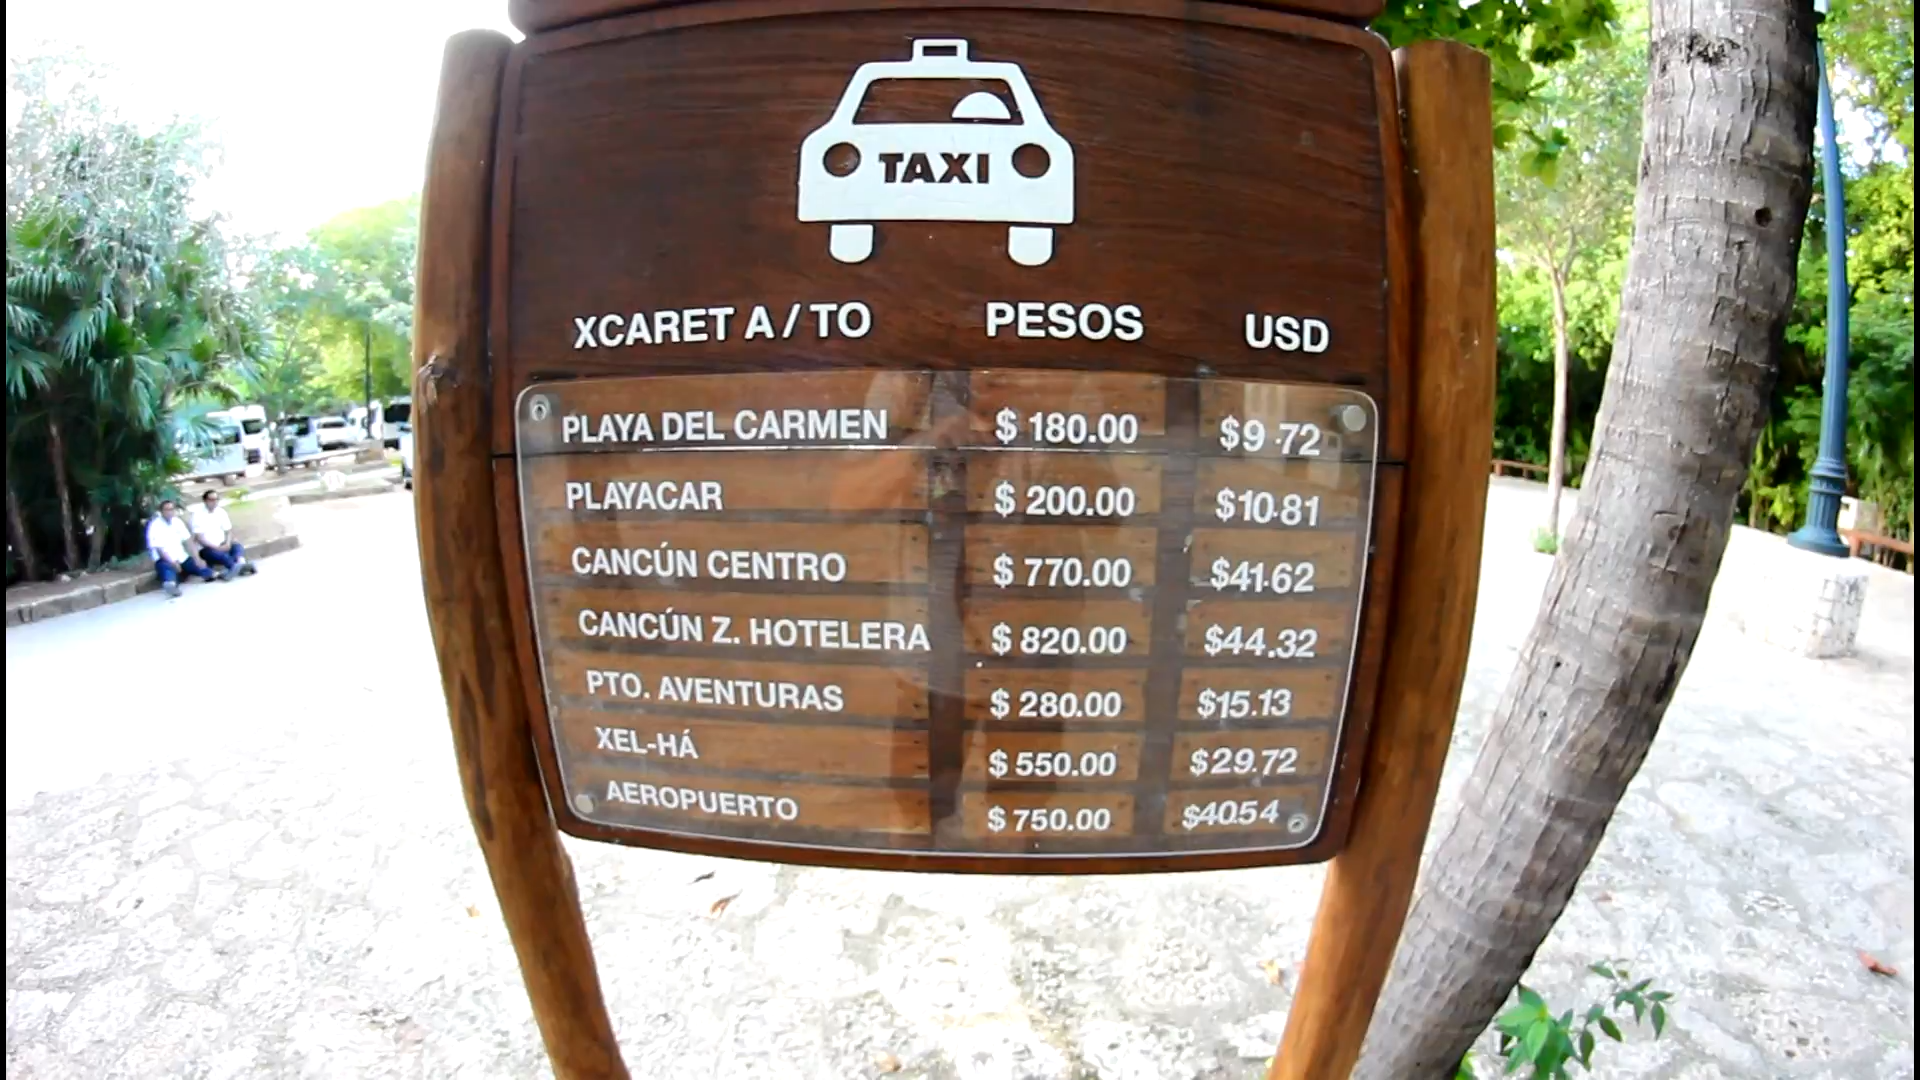 TAXI
XCARET A / TO PESOS USD
PLAYA DEL CARMEN $ 180.00 $9.72
PLAYACAR $ 200.00 $10.81
CANCÚN CENTRO $ 770.00 $41.62
CANCÚN Z. HOTELERA $ 820.00 $44.32
PTO. AVENTURAS $ 280.00 $15.13
XEL-HÁ $ 550.00 $29.72
AEROPUERTO $ 750.00 $40.54